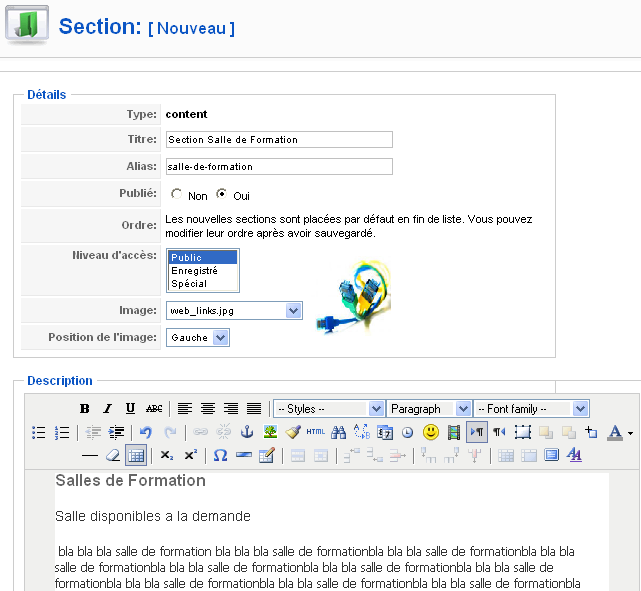 Section: [ Nouveau ]
Détails
Type: content
Titre: Section Salle de Formation
Alias: salle-de-formation
Publié: Non Oui
Ordre: Les nouvelles sections sont placées par défaut en fin de liste. Vous pouvez
modifier leur ordre après avoir sauvegardé.
Niveau d'accès: Public
Enregistré
Spécial
Image: web_links.jpg
Position de l'image: Gauche
Description
B I U ABC -- Styles -- Paragraph -- Font family --
HTML A
X₂ X² Ω
Salles de Formation
Salle disponibles a la demande
bla bla bla salle de formation bla bla bla salle de formationbla bla bla salle de formationbla bla bla
salle de formationbla bla bla salle de formationbla bla bla salle de formationbla bla bla salle de
formationbla bla bla salle de formationbla bla bla salle de formationbla bla bla salle de formationbla